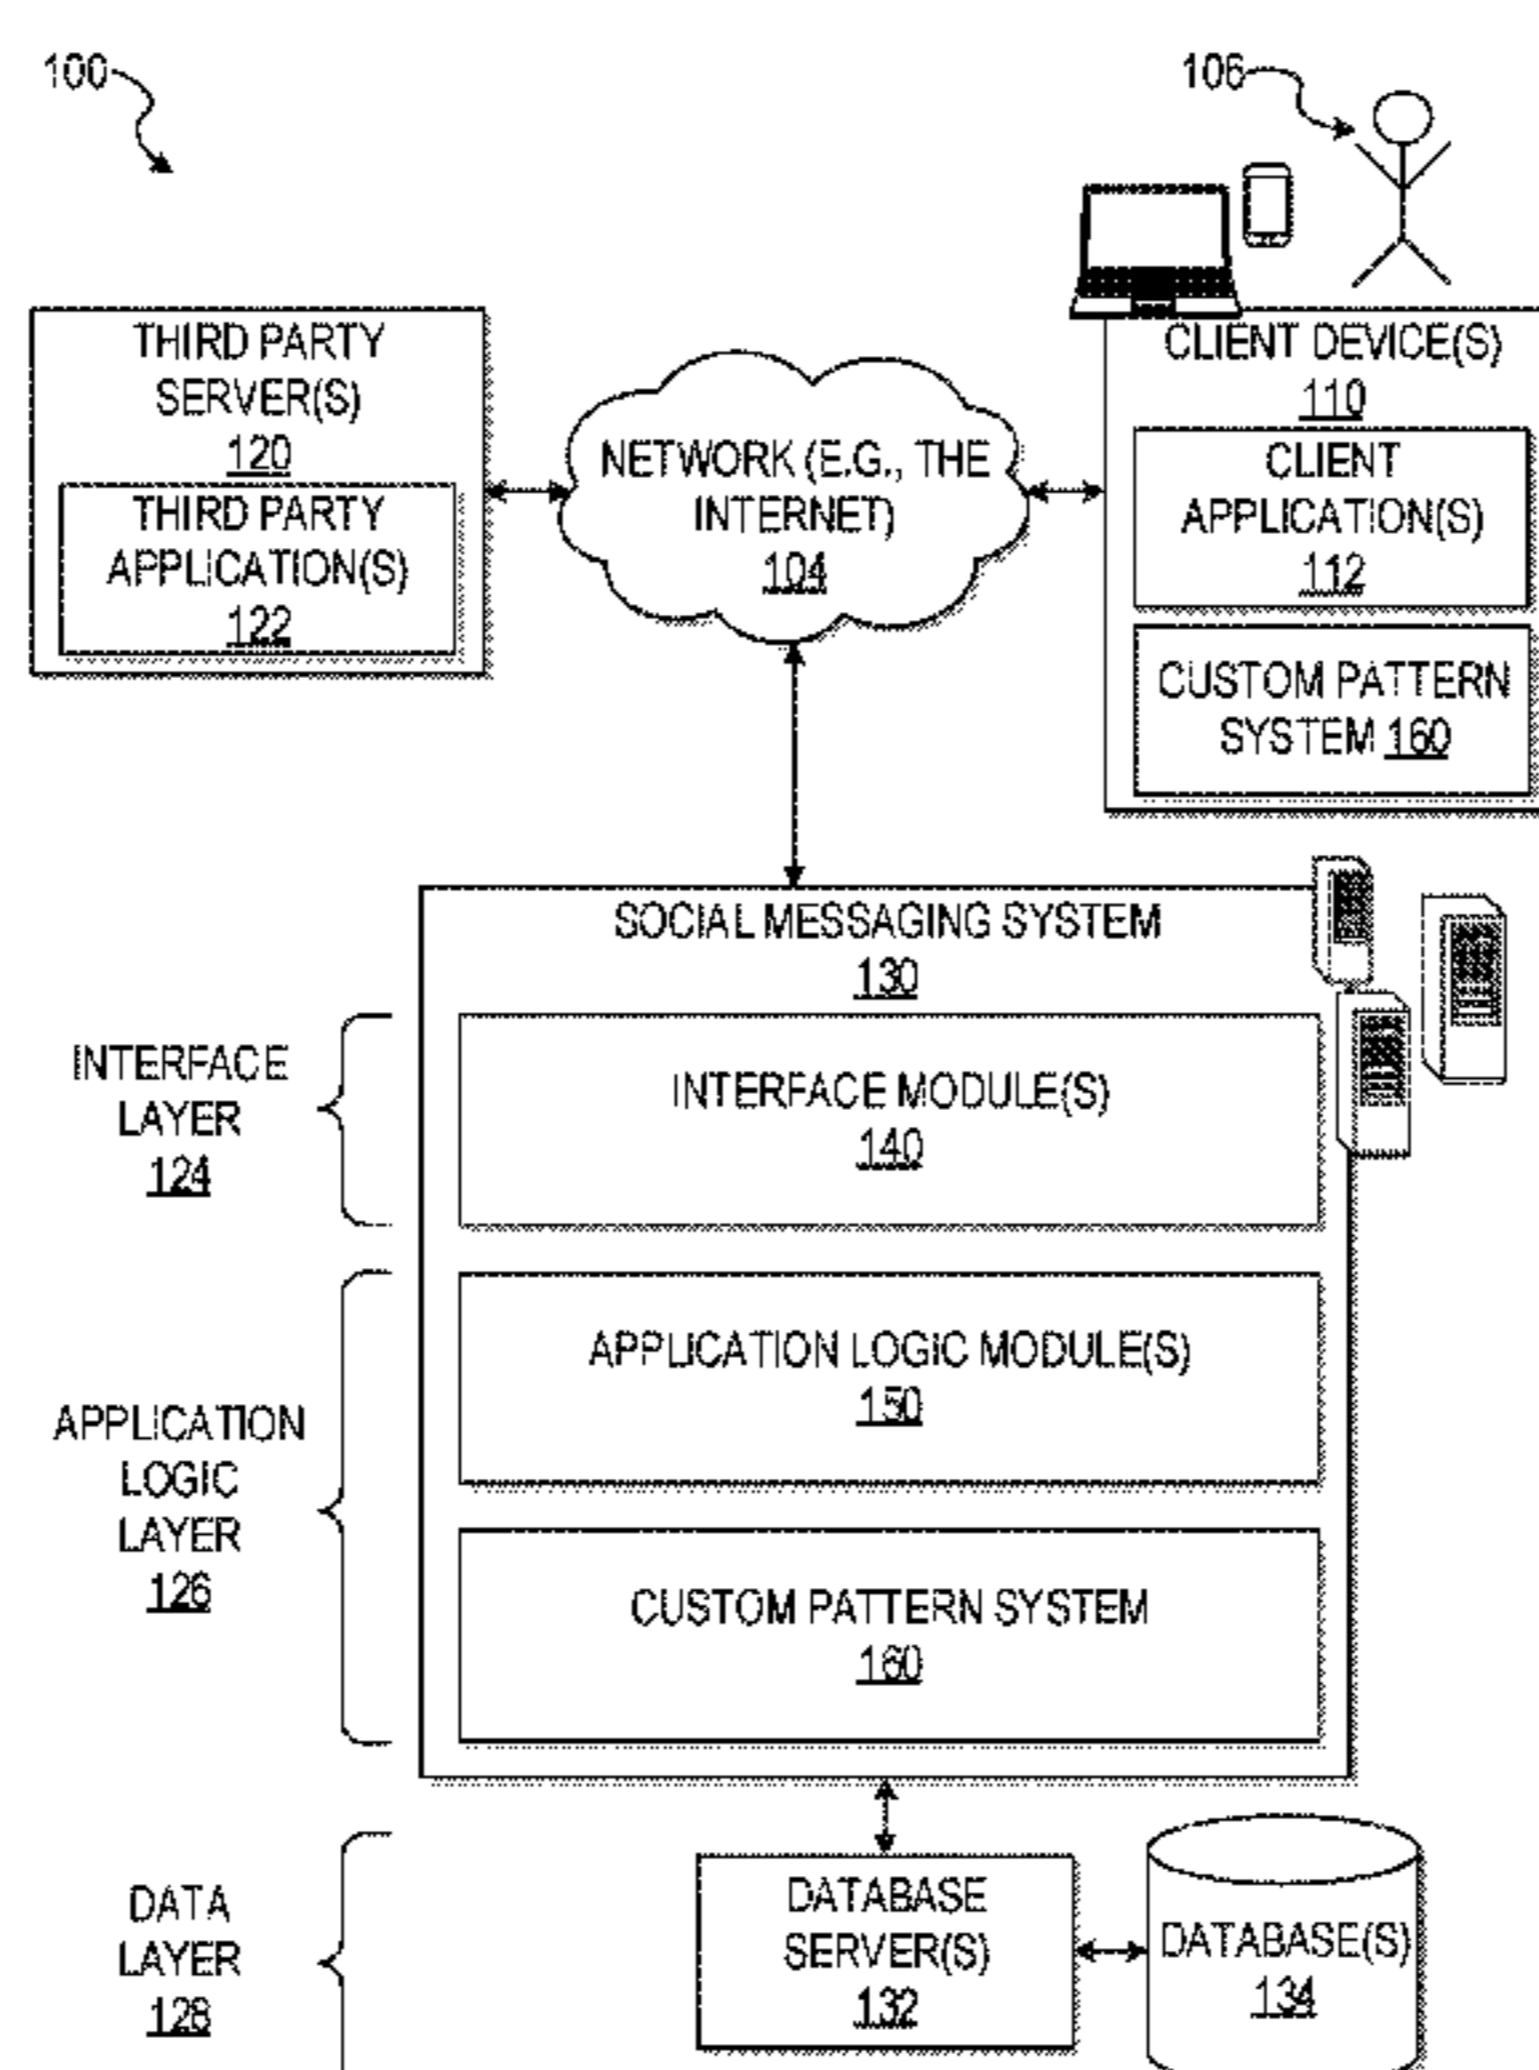 100
106
THIRD PARTY
SERVER(S)
120
THIRD PARTY
APPLICATION(S)
122
NETWORK (E.G., THE
INTERNET)
104
CLIENT DEVICE(S)
110
CLIENT
APPLICATION(S)
112
CUSTOM PATTERN
SYSTEM 160
SOCIAL MESSAGING SYSTEM
130
INTERFACE
LAYER
124
INTERFACE MODULE(S)
140
APPLICATION
LOGIC
LAYER
126
APPLICATION LOGIC MODULE(S)
150
CUSTOM PATTERN SYSTEM
160
DATA
LAYER
128
DATABASE
SERVER(S)
132
DATABASE(S)
134